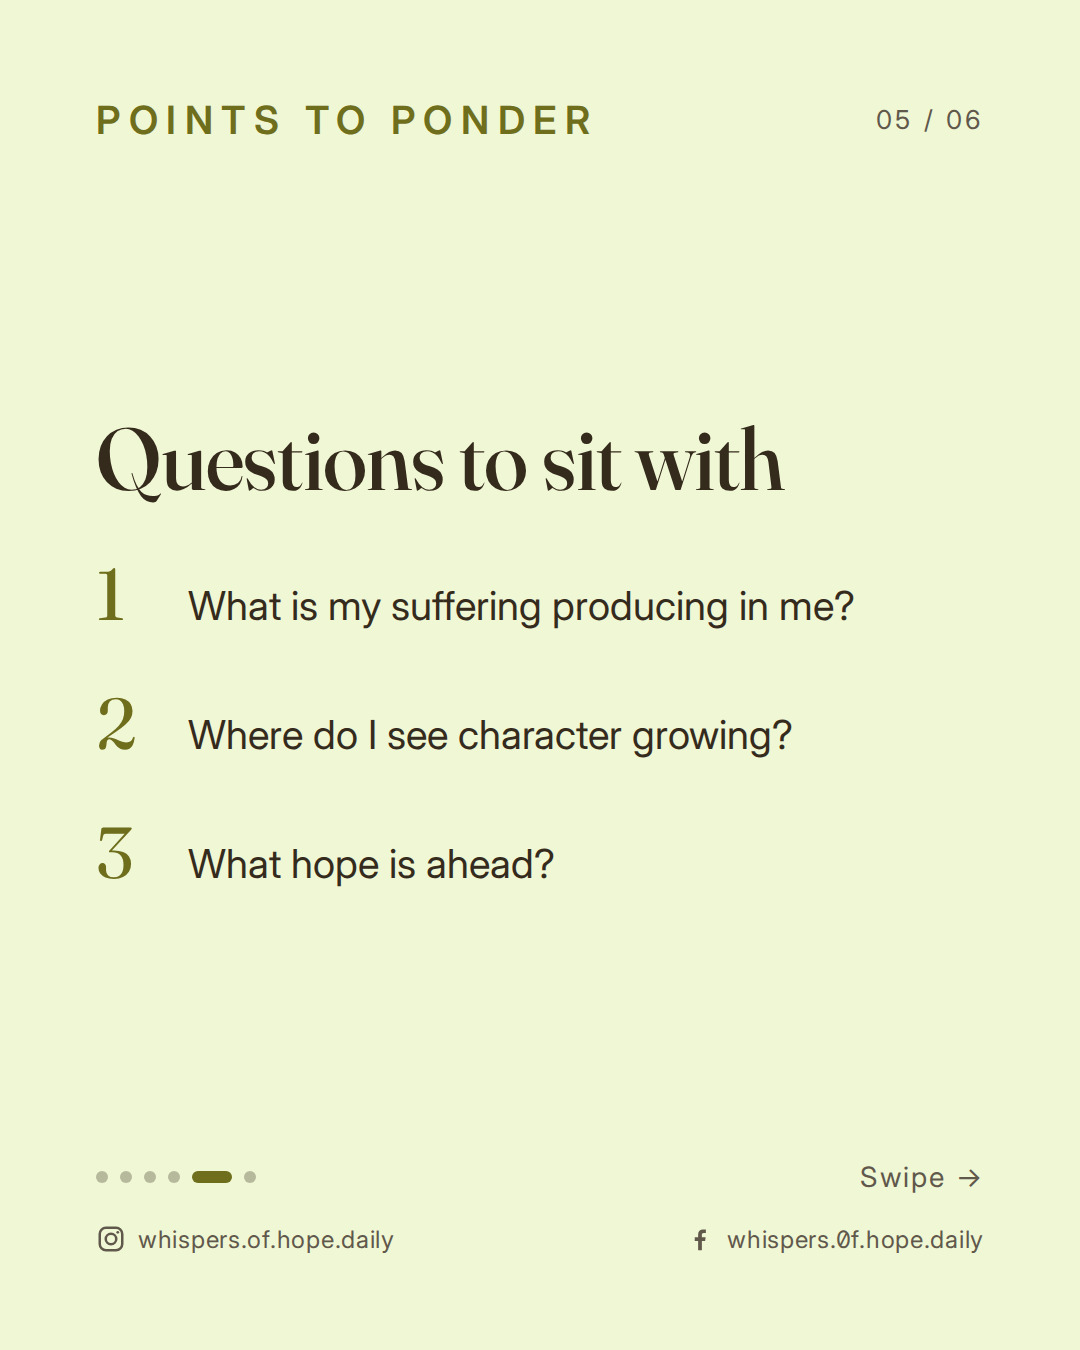 POINTS TO PONDER
05 / 06
Questions to sit with
1 What is my suffering producing in me?
2 Where do I see character growing?
3 What hope is ahead?
Swipe →
whispers.of.hope.daily
whispers.0f.hope.daily